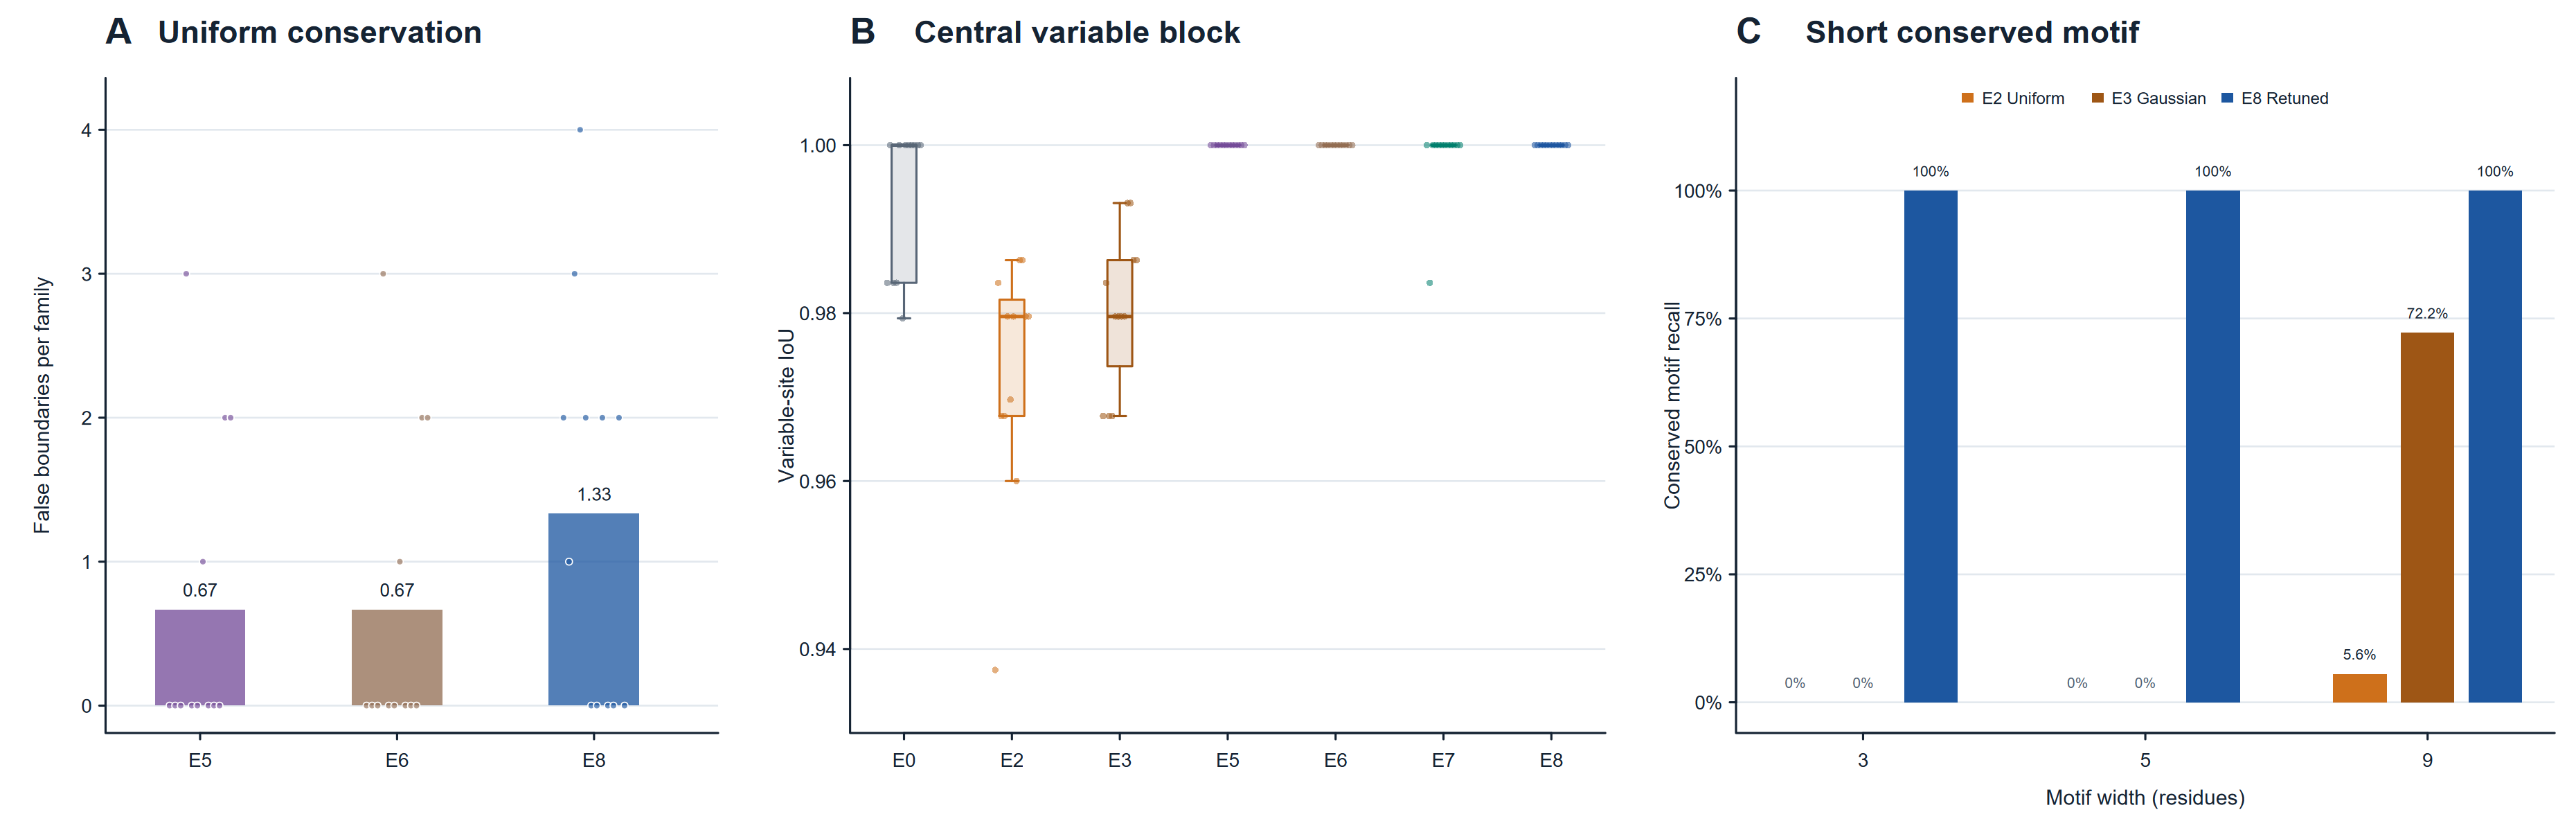 A Uniform conservation
False boundaries per family
4
3
2
1
0
0.67
0.67
1.33
E5 E6 E8
B Central variable block
Variable-site IoU
1.00
0.98
0.96
0.94
E0 E2 E3 E5 E6 E7 E8
C Short conserved motif
E2 Uniform E3 Gaussian E8 Retuned
Conserved motif recall
100%
75%
50%
25%
0%
0% 0% 100%
0% 0% 100%
5.6% 72.2% 100%
3 5 9
Motif width (residues)